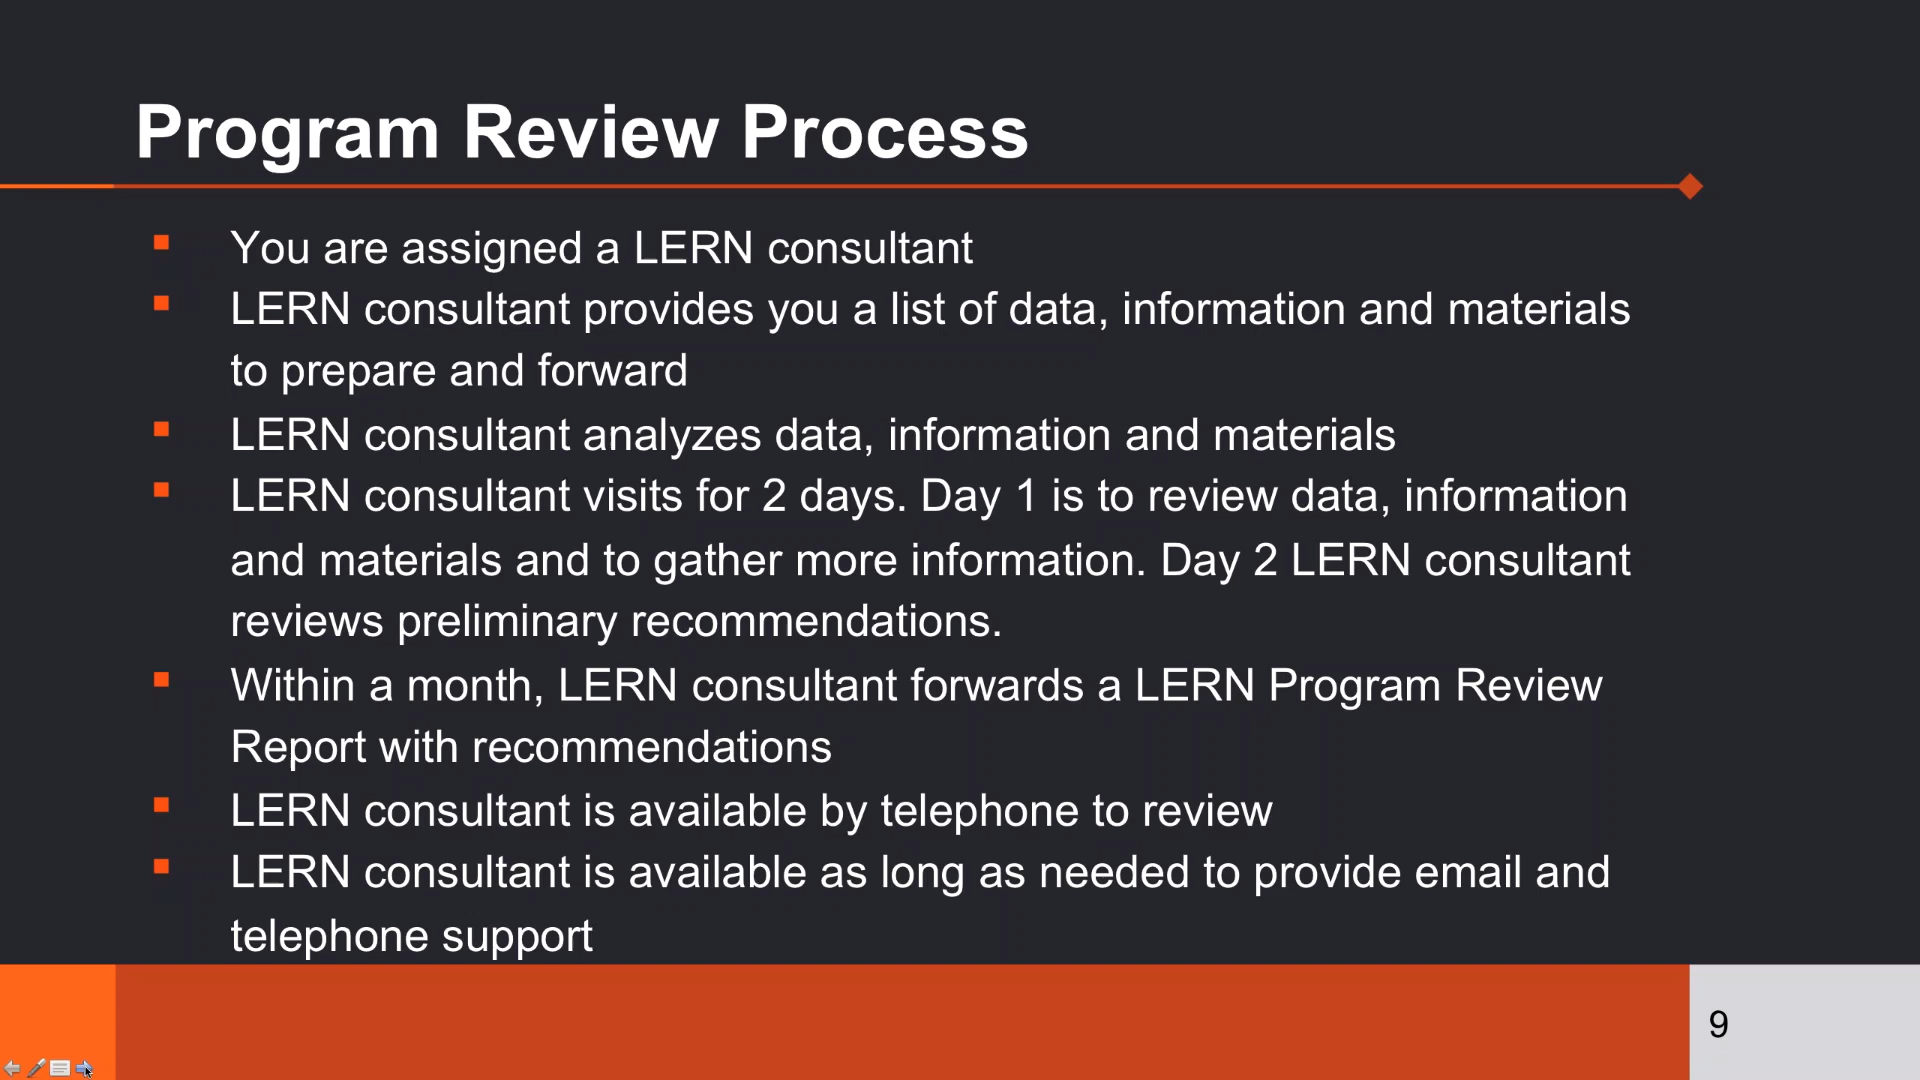 Program Review Process
You are assigned a LERN consultant
LERN consultant provides you a list of data, information and materials
to prepare and forward
LERN consultant analyzes data, information and materials
LERN consultant visits for 2 days. Day 1 is to review data, information
and materials and to gather more information. Day 2 LERN consultant
reviews preliminary recommendations.
Within a month, LERN consultant forwards a LERN Program Review
Report with recommendations
LERN consultant is available by telephone to review
LERN consultant is available as long as needed to provide email and
telephone support
9